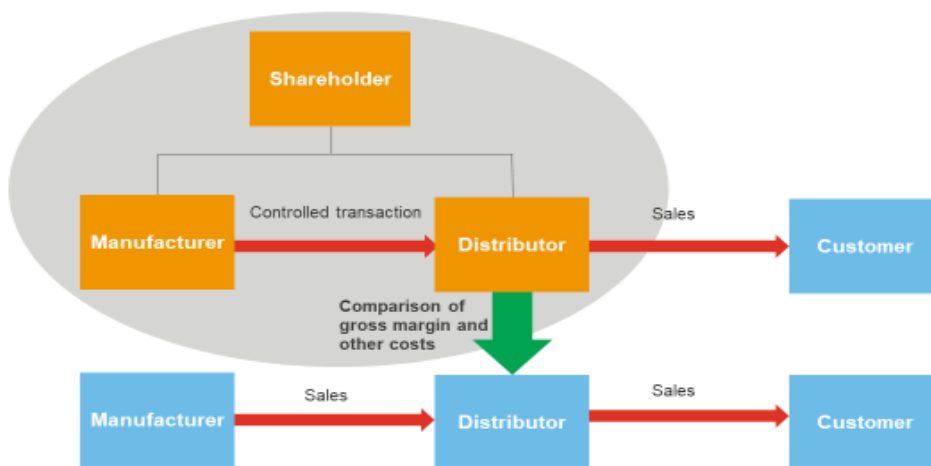 Shareholder
Controlled transaction
Sales
Manufacturer
Distributor
Customer
Comparison of
gross margin and
other costs
Sales
Sales
Manufacturer
Distributor
Customer